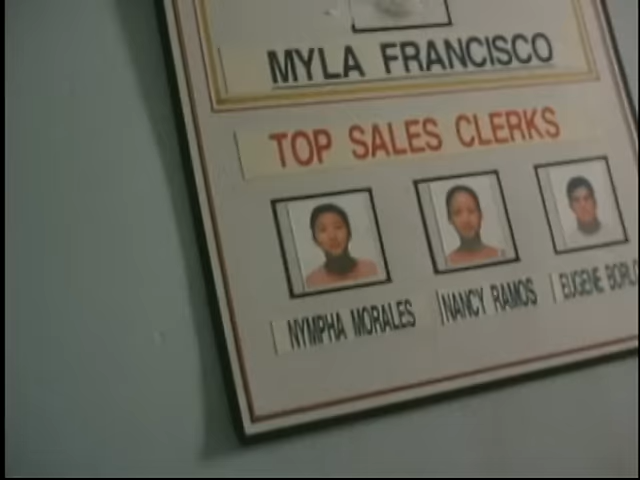 MYLA FRANCISCO
TOP SALES CLERKS
NYMPHA MORALES
NANCY RAMOS
EUGENE